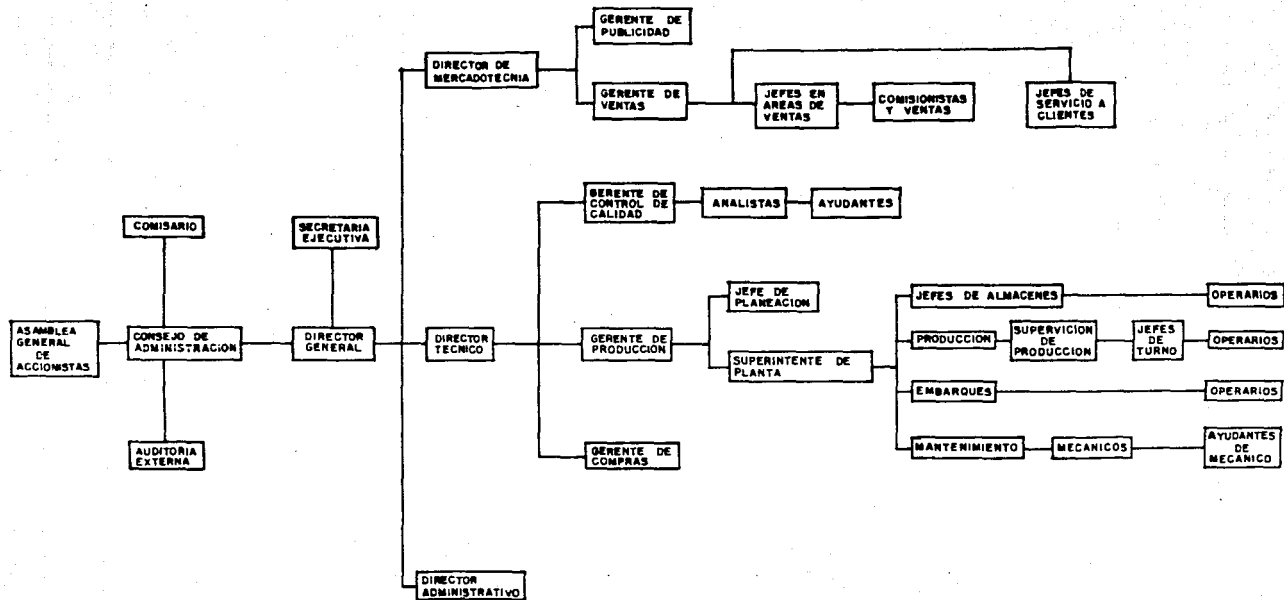 GERENTE DE
PUBLICIDAD
DIRECTOR DE
MERCADOTECNIA
GERENTE DE
VENTAS
JEFES EN
AREAS DE
VENTAS
COMISIONISTAS
Y VENTAS
JEFES DE
SERVICIO A
CLIENTES
GERENTE DE
CONTROL DE
CALIDAD
ANALISTAS
AYUDANTES
COMISARIO
SECRETARIA
EJECUTIVA
JEFE DE
PLANEACION
JEFES DE ALMACENES
OPERARIOS
ASAMBLEA
GENERAL
DE
ACCIONISTAS
CONSEJO DE
ADMINISTRACION
DIRECTOR
GENERAL
DIRECTOR
TECNICO
GERENTE DE
PRODUCCION
SUPERINTENTE DE
PLANTA
PRODUCCION
SUPERVICION
DE
PRODUCCION
JEFES
DE
TURNO
OPERARIOS
EMBARQUES
OPERARIOS
AUDITORIA
EXTERNA
GERENTE DE
COMPRAS
MANTENIMIENTO
MECANICOS
AYUDANTES
DE
MECANICO
DIRECTOR
ADMINISTRATIVO